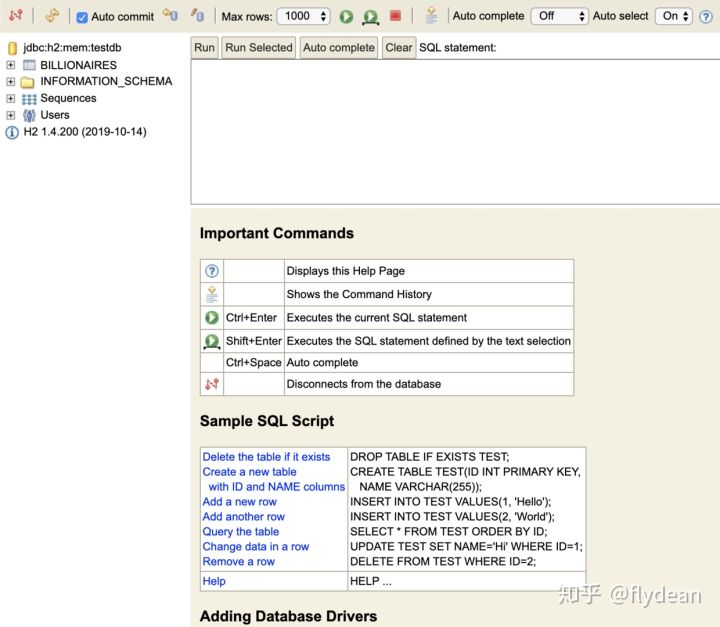 Auto commit Max rows: 1000 Auto complete Off Auto select On ?
jdbc:h2:mem:testdb
BILLIONAIRES
INFORMATION_SCHEMA
Sequences
Users
H2 1.4.200 (2019-10-14)
Run Run Selected Auto complete Clear SQL statement:
Important Commands
? Displays this Help Page
Shows the Command History
Ctrl+Enter Executes the current SQL statement
Shift+Enter Executes the SQL statement defined by the text selection
Ctrl+Space Auto complete
Disconnects from the database
Sample SQL Script
Delete the table if it exists DROP TABLE IF EXISTS TEST;
Create a new table CREATE TABLE TEST(ID INT PRIMARY KEY,
with ID and NAME columns NAME VARCHAR(255));
Add a new row INSERT INTO TEST VALUES(1, 'Hello');
Add another row INSERT INTO TEST VALUES(2, 'World');
Query the table SELECT * FROM TEST ORDER BY ID;
Change data in a row UPDATE TEST SET NAME='Hi' WHERE ID=1;
Remove a row DELETE FROM TEST WHERE ID=2;
Help HELP ...
知乎 @flydean
Adding Database Drivers